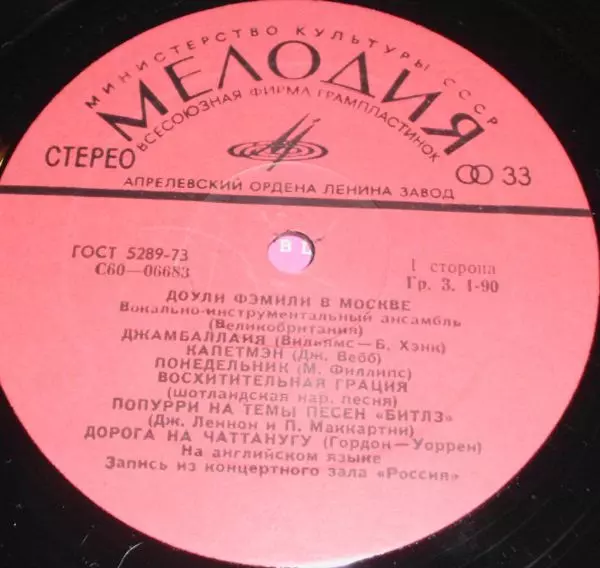 МИНИСТЕРСТВО КУЛЬТУРЫ СССР
МЕЛОДИЯ
ВСЕСОЮЗНАЯ ФИРМА ГРАМПЛАСТИНОК
СТЕРЕО
33
АПРЕЛЕВСКИЙ ОРДЕНА ЛЕНИНА ЗАВОД
ГОСТ 5289-73
С60—06683
B L
1 сторона
Гр. 3. 1-90
ДОУЛИ ФЭМИЛИ В МОСКВЕ
Вокально-инструментальный ансамбль
(Великобритания)
ДЖАМБАЛЛАЙЯ (Вильямс—Б. Хэнк)
КАПЕТМЭН (Дж. Вебб)
ПОНЕДЕЛЬНИК (М. Филлипс)
ВОСХИТИТЕЛЬНАЯ ГРАЦИЯ
(шотландская нар. песня)
ПОПУРРИ НА ТЕМЫ ПЕСЕН «БИТЛЗ»
(Дж. Леннон и П. Маккартни)
ДОРОГА НА ЧАТТАНУГУ (Гордон—Уоррен)
На английском языке
Запись из концертного зала «Россия»